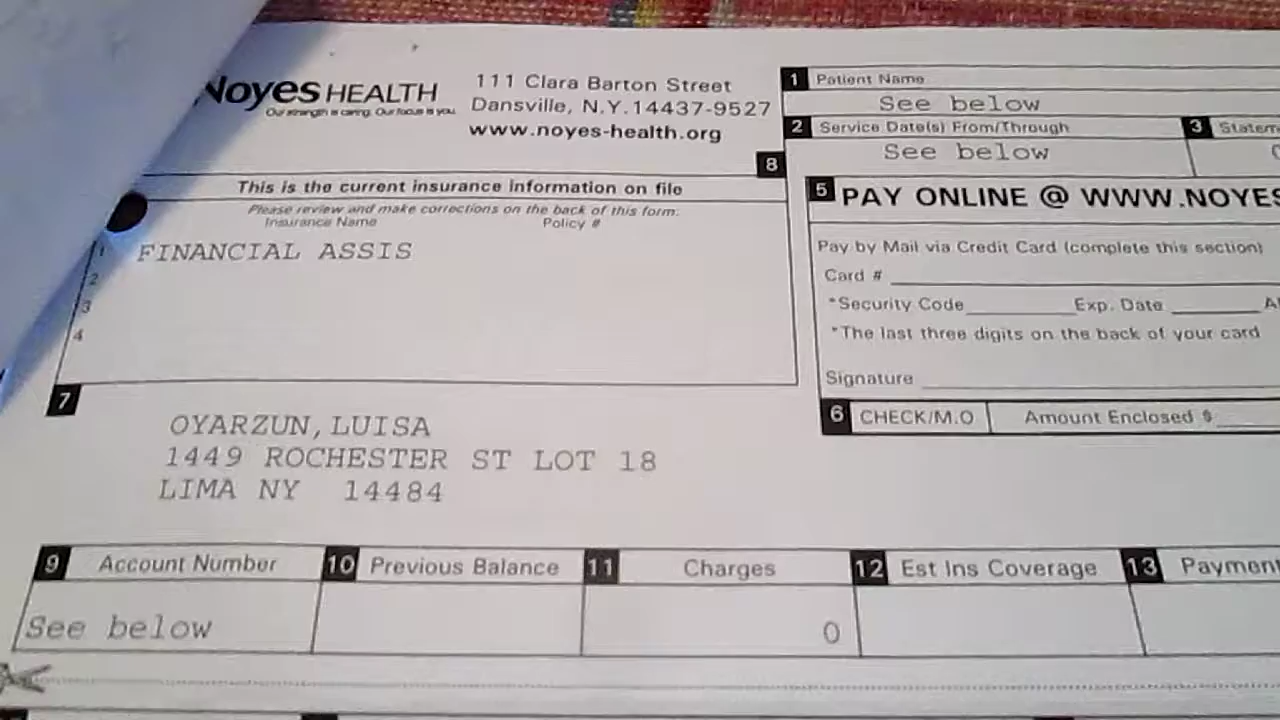 Noyes HEALTH
Our strength is caring. Our focus is you.
111 Clara Barton Street
Dansville, N.Y.14437-9527
www.noyes-health.org
1 Patient Name
See below
2 Service Date(s) From/Through
See below
3
8
This is the current insurance information on file
Please review and make corrections on the back of this form.
Insurance Name Policy #
1 FINANCIAL ASSIS
2
3
4
5 PAY ONLINE @ WWW.NOYES
Pay by Mail via Credit Card (complete this section)
Card #
*Security Code Exp. Date
*The last three digits on the back of your card
Signature
6 CHECK/M.O Amount Enclosed $
7
OYARZUN,LUISA
1449 ROCHESTER ST LOT 18
LIMA NY 14484
9 Account Number 10 Previous Balance 11 Charges 12 Est Ins Coverage 13 Payment
See below 0